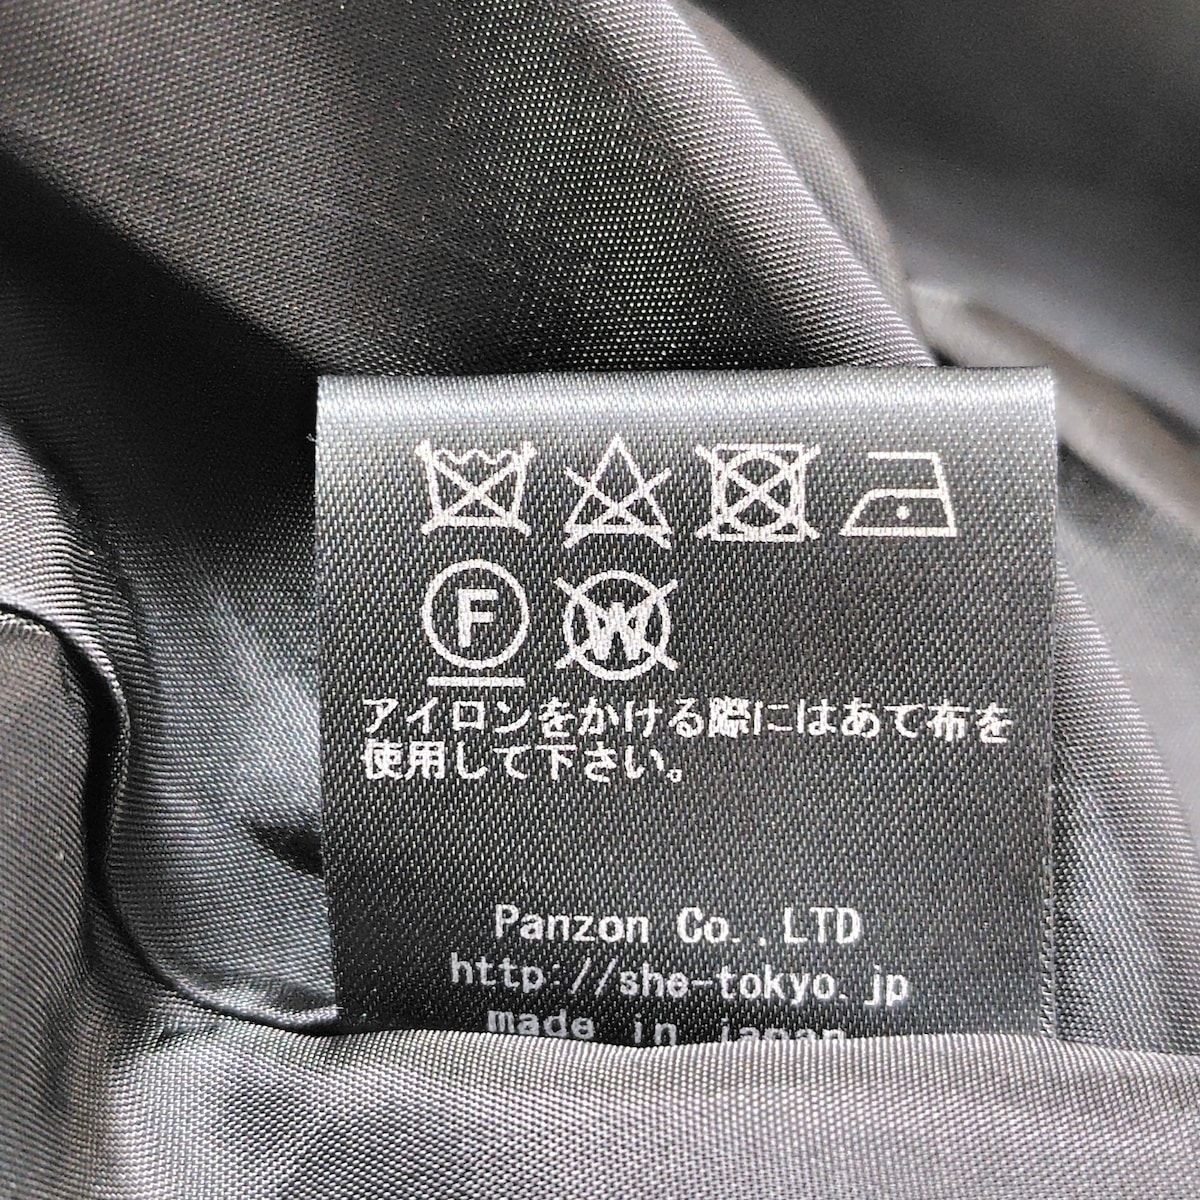 F
W
アイロンをかける際にはあて布を
使用して下さい。
Panzon Co.,LTD
http://she-tokyo.jp
made in japan